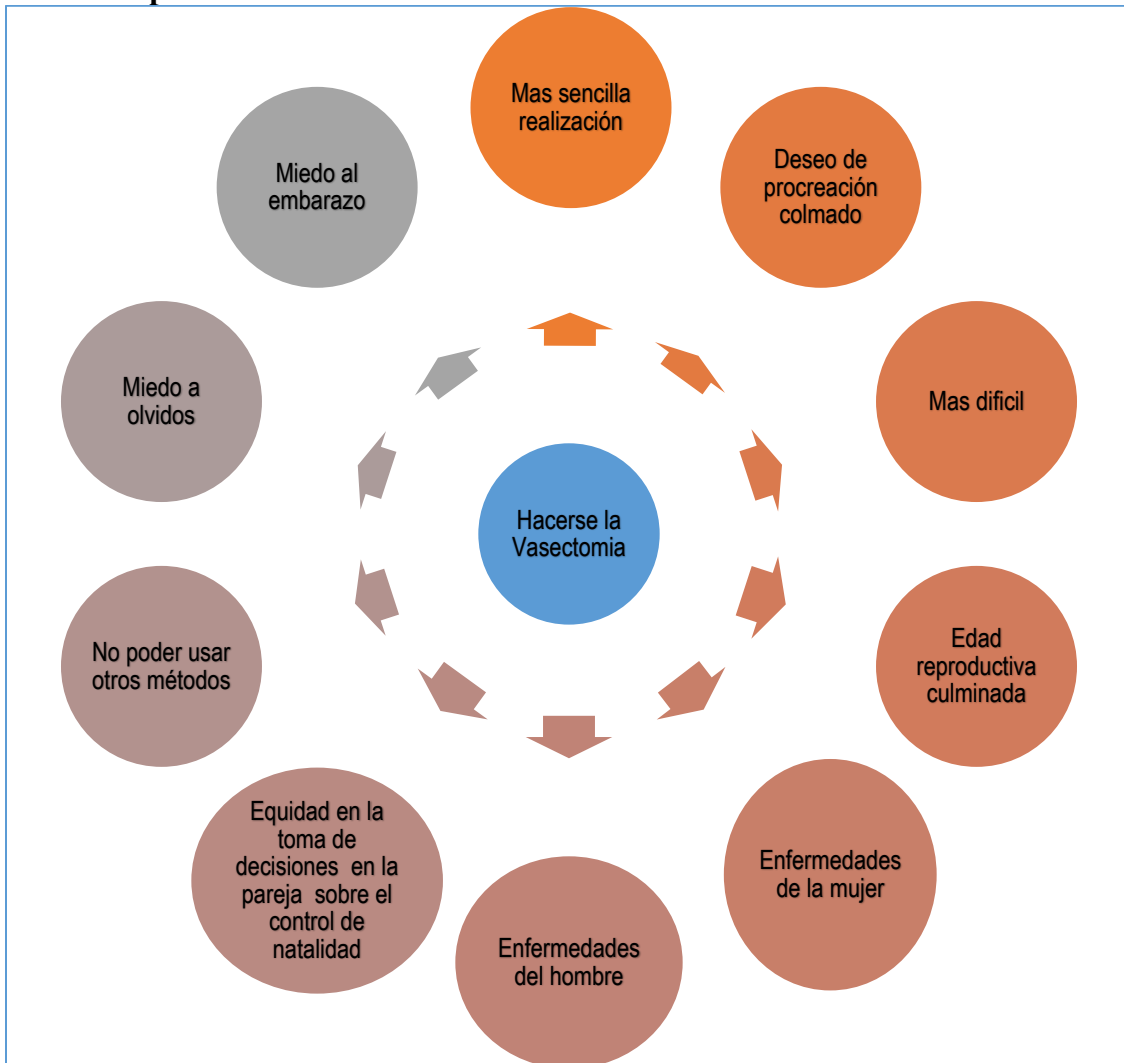 Mas sencilla
realización
Deseo de
procreación
colmado
Mas dificil
Edad
reproductiva
culminada
Enfermedades
de la mujer
Enfermedades
del hombre
Equidad en la
toma de
decisiones en la
pareja sobre el
control de
natalidad
No poder usar
otros métodos
Miedo a
olvidos
Miedo al
embarazo
Hacerse la
Vasectomia